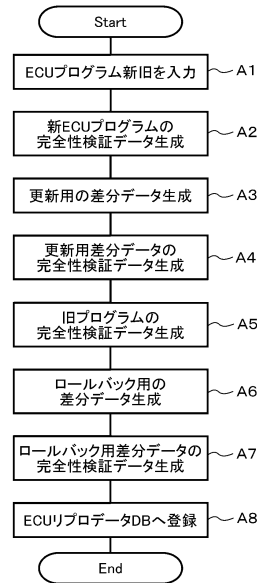 Start
ECUプログラム新旧を入力
A1
新ECUプログラムの
完全性検証データ生成
A2
更新用の差分データ生成
A3
更新用差分データの
完全性検証データ生成
A4
旧プログラムの
完全性検証データ生成
A5
ロールバック用の
差分データ生成
A6
ロールバック用差分データの
完全性検証データ生成
A7
ECUリプロデータDBへ登録
A8
End